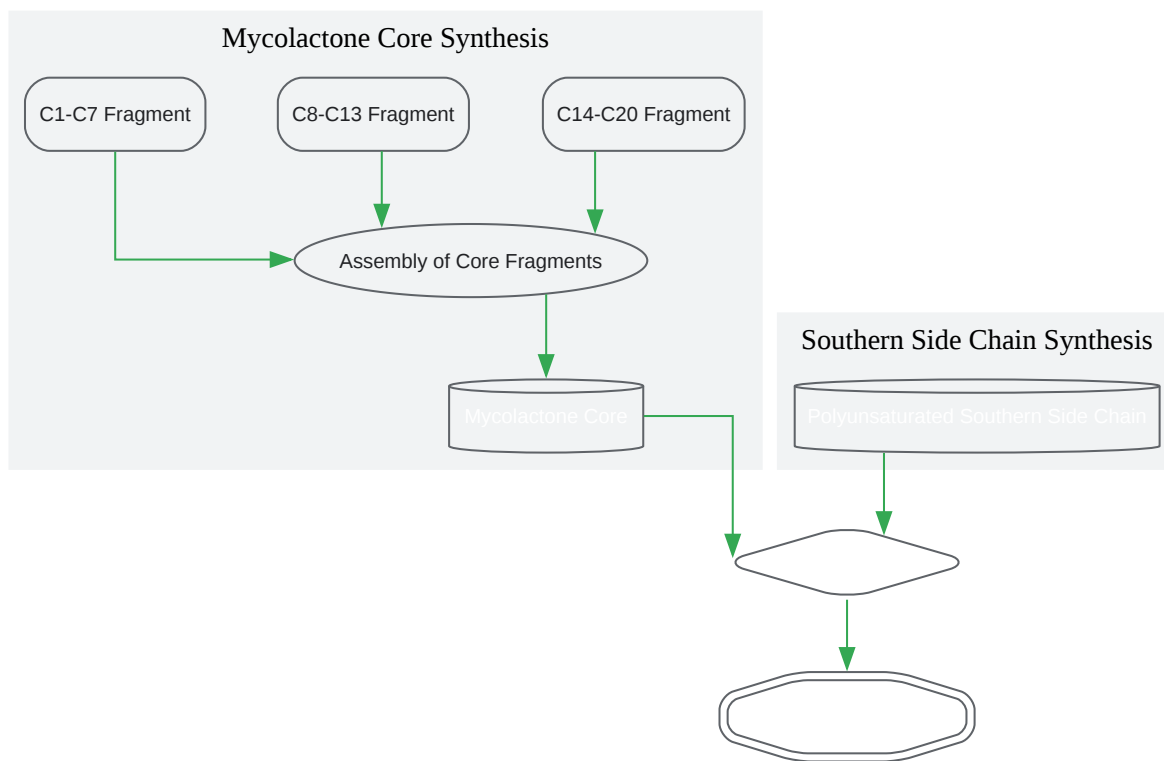 Mycolactone Core Synthesis
C1-C7 Fragment
C8-C13 Fragment
C14-C20 Fragment
Assembly of Core Fragments
Southern Side Chain Synthesis
Mycolactone Core
Polyunsaturated Southern Side Chain